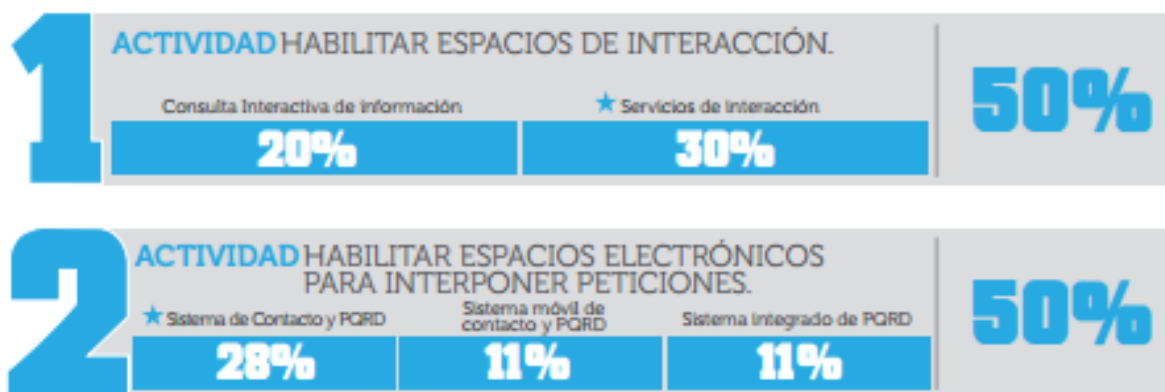 1
ACTIVIDAD HABILITAR ESPACIOS DE INTERACCIÓN.
50%
Consulta Interactiva de información
★ Servicios de interacción
20%
30%
2
ACTIVIDAD HABILITAR ESPACIOS ELECTRÓNICOS
PARA INTERPONER PETICIONES.
50%
★ Sistema de Contacto y PQRD
Sistema móvil de
contacto y PQRD
Sistema integrado de PQRD
28%
11%
11%